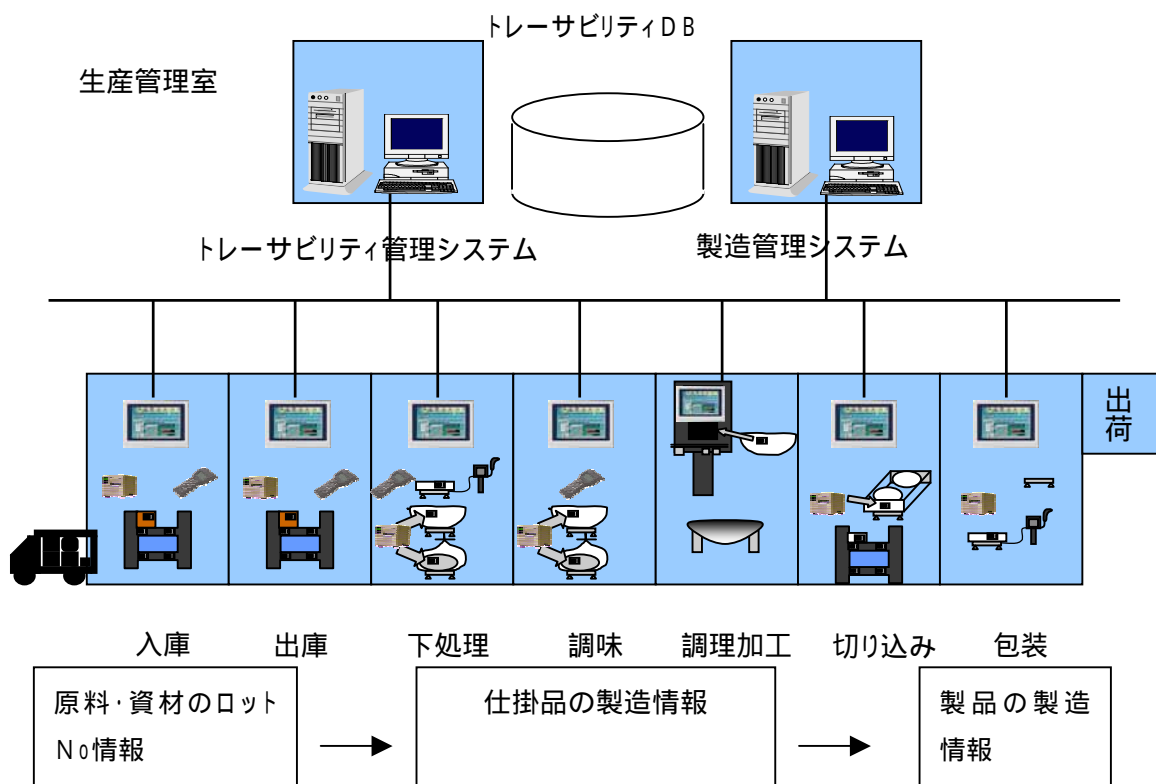 トレーサビリティＤＢ
生産管理室
トレーサビリティ管理システム
製造管理システム
出荷
入庫
出庫
下処理
調味
調理加工
切り込み
包装
原料・資材のロット
Ｎo情報
仕掛品の製造情報
製品の製造
情報